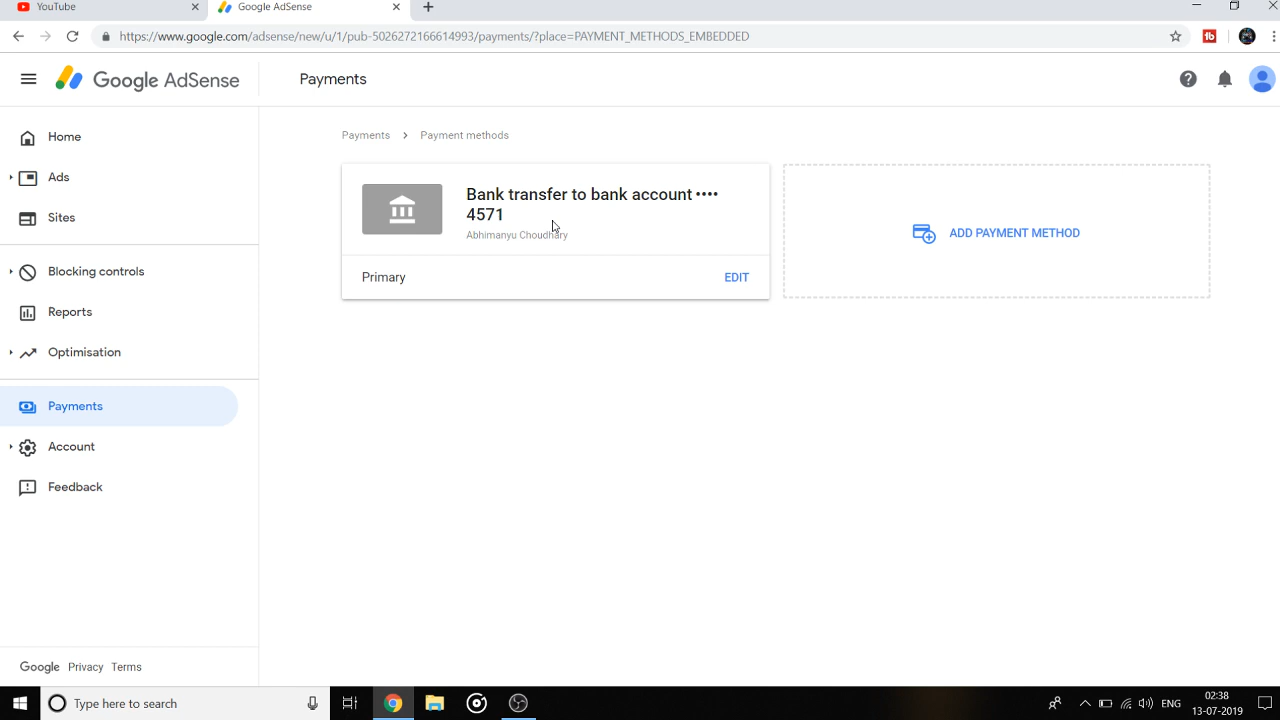 YouTube
Google AdSense
https://www.google.com/adsense/new/u/1/pub-5026272166614993/payments/?place=PAYMENT_METHODS_EMBEDDED
Google AdSense
Payments
Home
Ads
Sites
Blocking controls
Reports
Optimisation
Payments
Account
Feedback
Google Privacy Terms
Payments > Payment methods
Bank transfer to bank account ••••
4571
Abhimanyu Choudhary
Primary
EDIT
ADD PAYMENT METHOD
Type here to search
ENG
02:38
13-07-2019